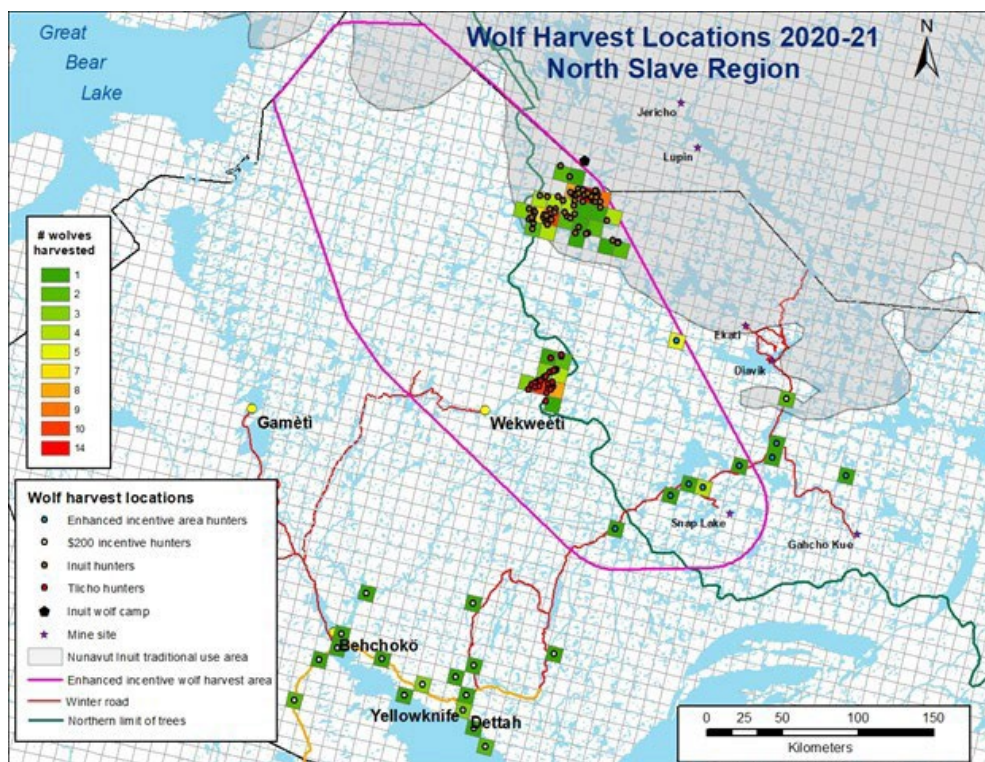 Wolf Harvest Locations 2020-21
North Slave Region
N
Great
Bear
Lake
Jericho
Lupin
# wolves
harvested
1
2
3
4
5
7
8
9
10
14
Ekati
Diavik
Gamètì
Wekweètì
Snap Lake
Gahcho Kue
Wolf harvest locations
Enhanced incentive area hunters
$200 incentive hunters
Inuit hunters
Tlicho hunters
Inuit wolf camp
Mine site
Nunavut Inuit traditional use area
Enhanced incentive wolf harvest area
Winter road
Northern limit of trees
Behchokö
Yellowknife
Dettah
0 25 50 100 150
Kilometers